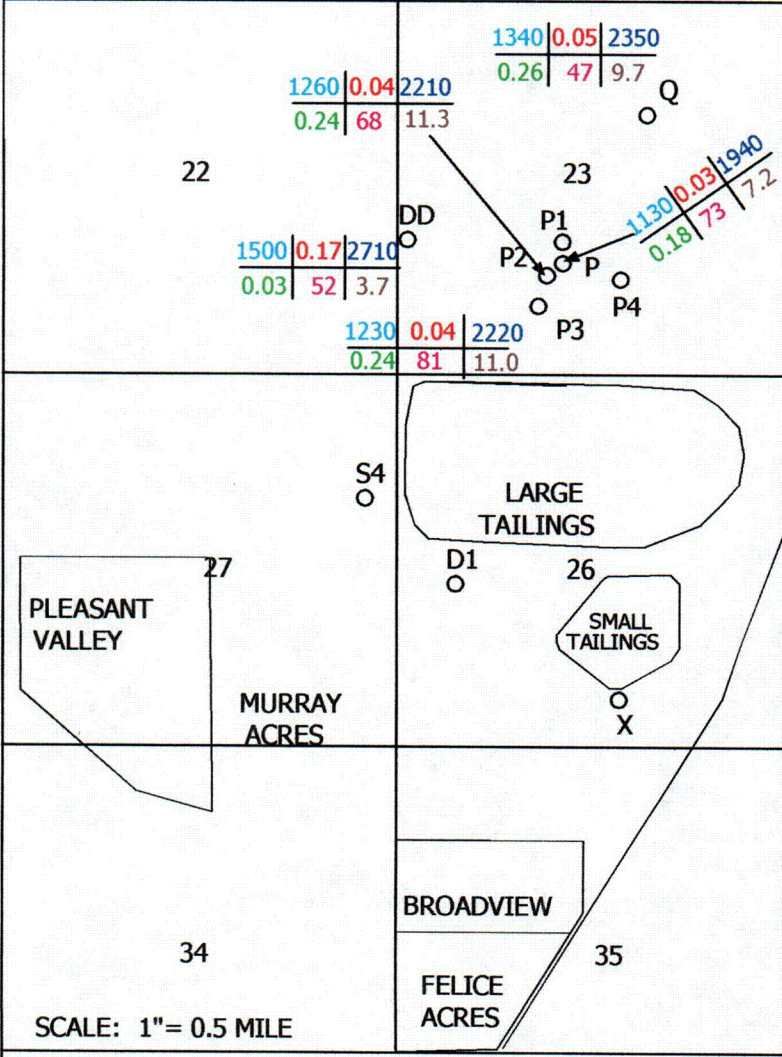 1340 0.05 2350
0.26 47 9.7
1260 0.04 2210
0.24 68 11.3
Q
22
23
1130 0.03 1940
0.18 73 7.2
DD
P1
P2
P
1500 0.17 2710
0.03 52 3.7
P4
P3
1230 0.04 2220
0.24 81 11.0
S4
LARGE
TAILINGS
D1
27
26
PLEASANT
VALLEY
SMALL
TAILINGS
MURRAY
ACRES
X
BROADVIEW
34
35
FELICE
ACRES
SCALE: 1"= 0.5 MILE